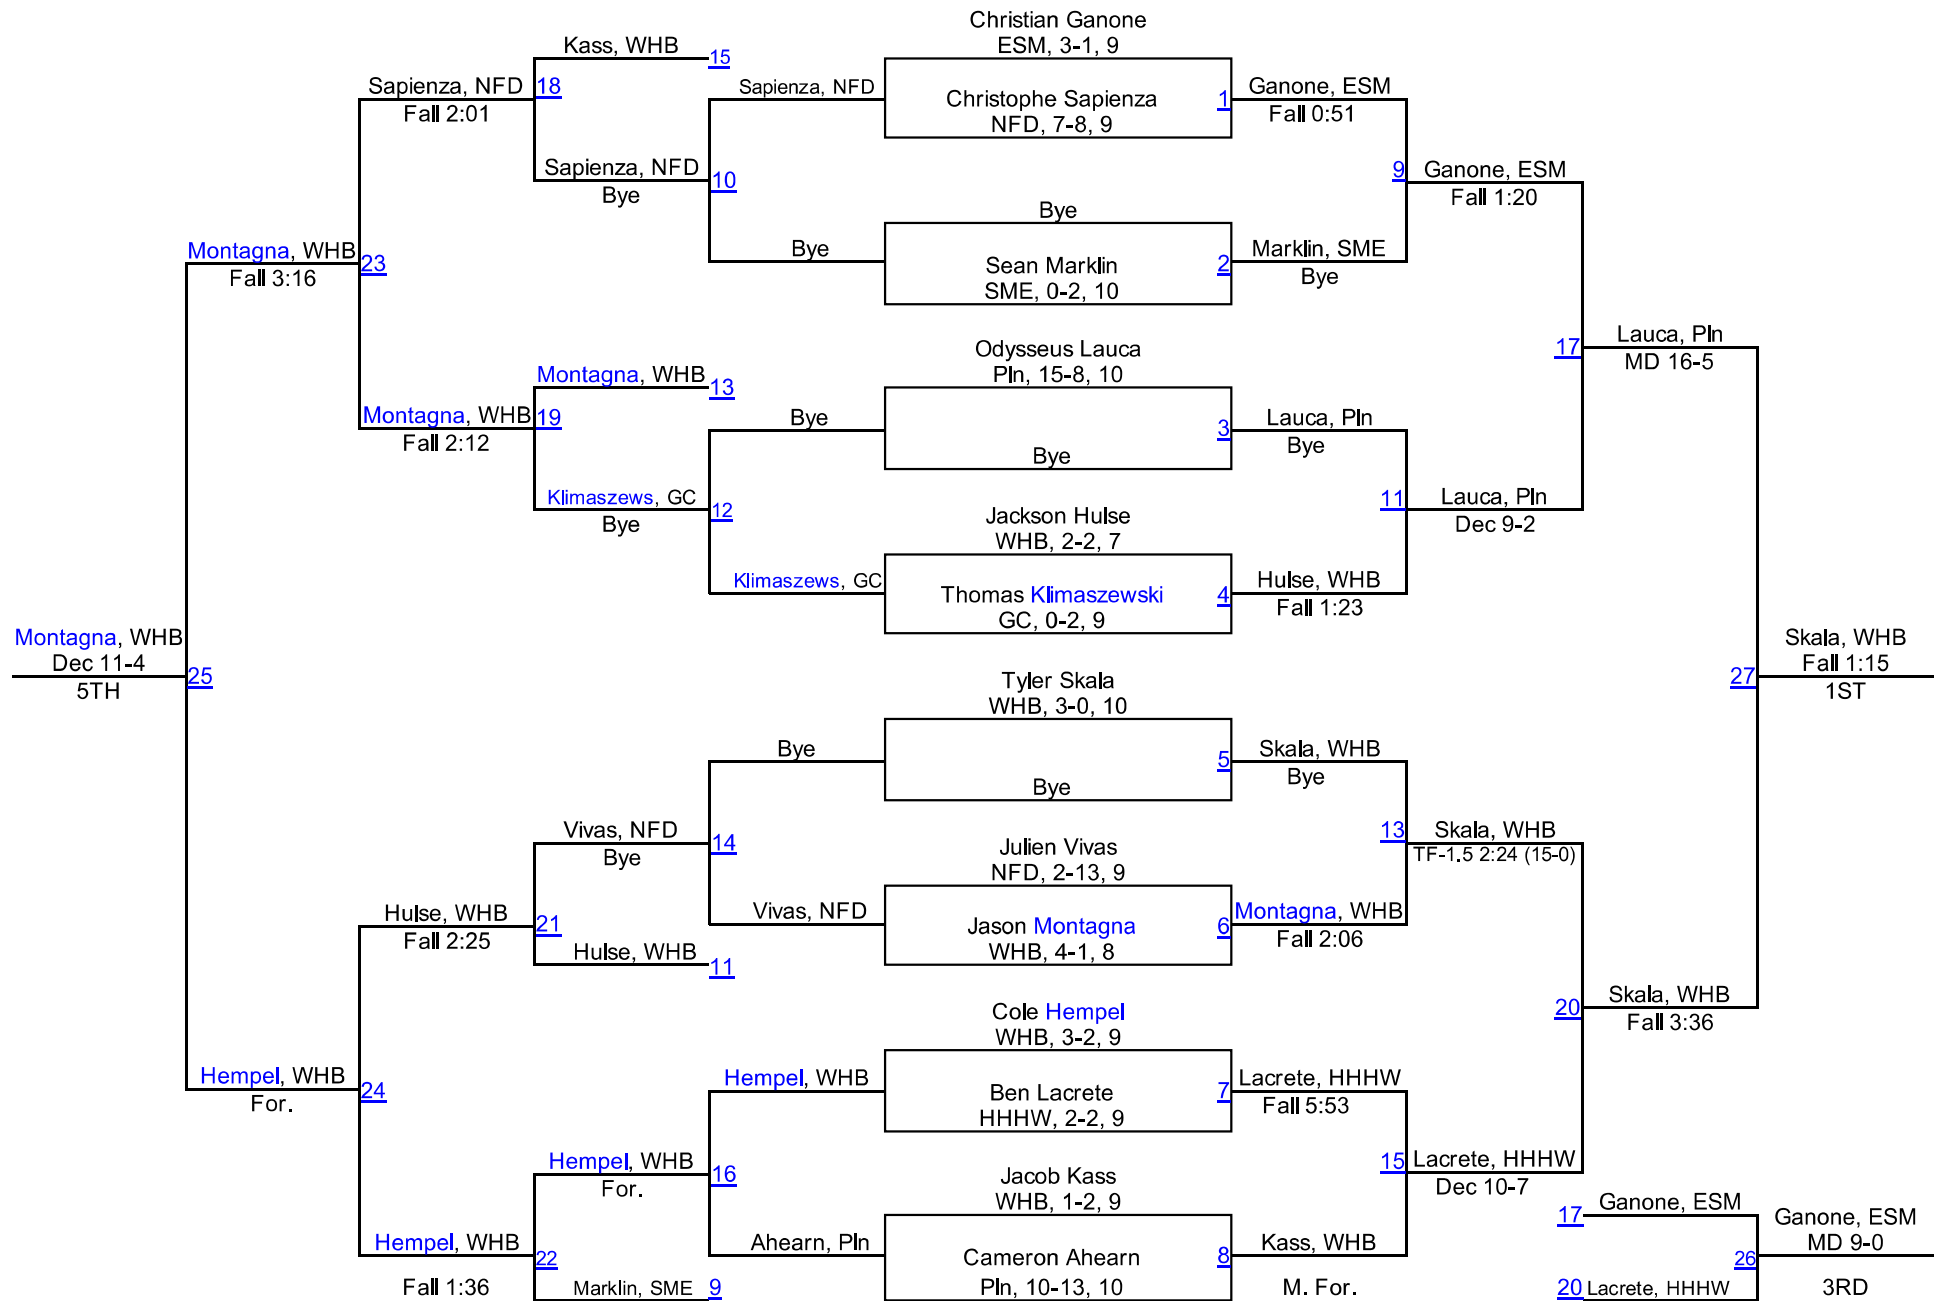 Christian Ganone
ESM, 3-1, 9
Kass, WHB
15
Sapienza, NFD
18
Fall 2:01
Sapienza, NFD
Christophe Sapienza
NFD, 7-8, 9
1
Ganone, ESM
Fall 0:51
Sapienza, NFD
10
Bye
9
Ganone, ESM
Fall 1:20
Bye
Bye
Sean Marklin
SME, 0-2, 10
2
Marklin, SME
Bye
Montagna, WHB
23
Fall 3:16
Odysseus Lauca
Pln, 15-8, 10
17
Lauca, Pln
MD 16-5
Montagna, WHB
13
Montagna, WHB
19
Fall 2:12
Bye
Bye
3
Lauca, Pln
Bye
Klimaszews, GC
12
Bye
11
Lauca, Pln
Dec 9-2
Jackson Hulse
WHB, 2-2, 7
Klimaszews, GC
Thomas Klimaszewski
GC, 0-2, 9
4
Hulse, WHB
Fall 1:23
Montagna, WHB
Dec 11-4
25
5TH
Skala, WHB
Fall 1:15
27
1ST
Tyler Skala
WHB, 3-0, 10
Bye
Bye
5
Skala, WHB
Bye
Vivas, NFD
14
Bye
13
Skala, WHB
TF-1.5 2:24 (15-0)
Julien Vivas
NFD, 2-13, 9
Hulse, WHB
21
Fall 2:25
Vivas, NFD
Jason Montagna
WHB, 4-1, 8
6
Montagna, WHB
Fall 2:06
Hulse, WHB
11
Cole Hempel
WHB, 3-2, 9
20
Skala, WHB
Fall 3:36
Hempel, WHB
24
For.
Hempel, WHB
Ben Lacrete
HHHW, 2-2, 9
7
Lacrete, HHHW
Fall 5:53
Hempel, WHB
16
For.
15
Lacrete, HHHW
Dec 10-7
Jacob Kass
WHB, 1-2, 9
Hempel, WHB
22
Fall 1:36
Ahearn, Pln
Cameron Ahearn
Pln, 10-13, 10
8
Kass, WHB
M. For.
Marklin, SME
9
17
Ganone, ESM
Ganone, ESM
MD 9-0
26
20
Lacrete, HHHW
3RD